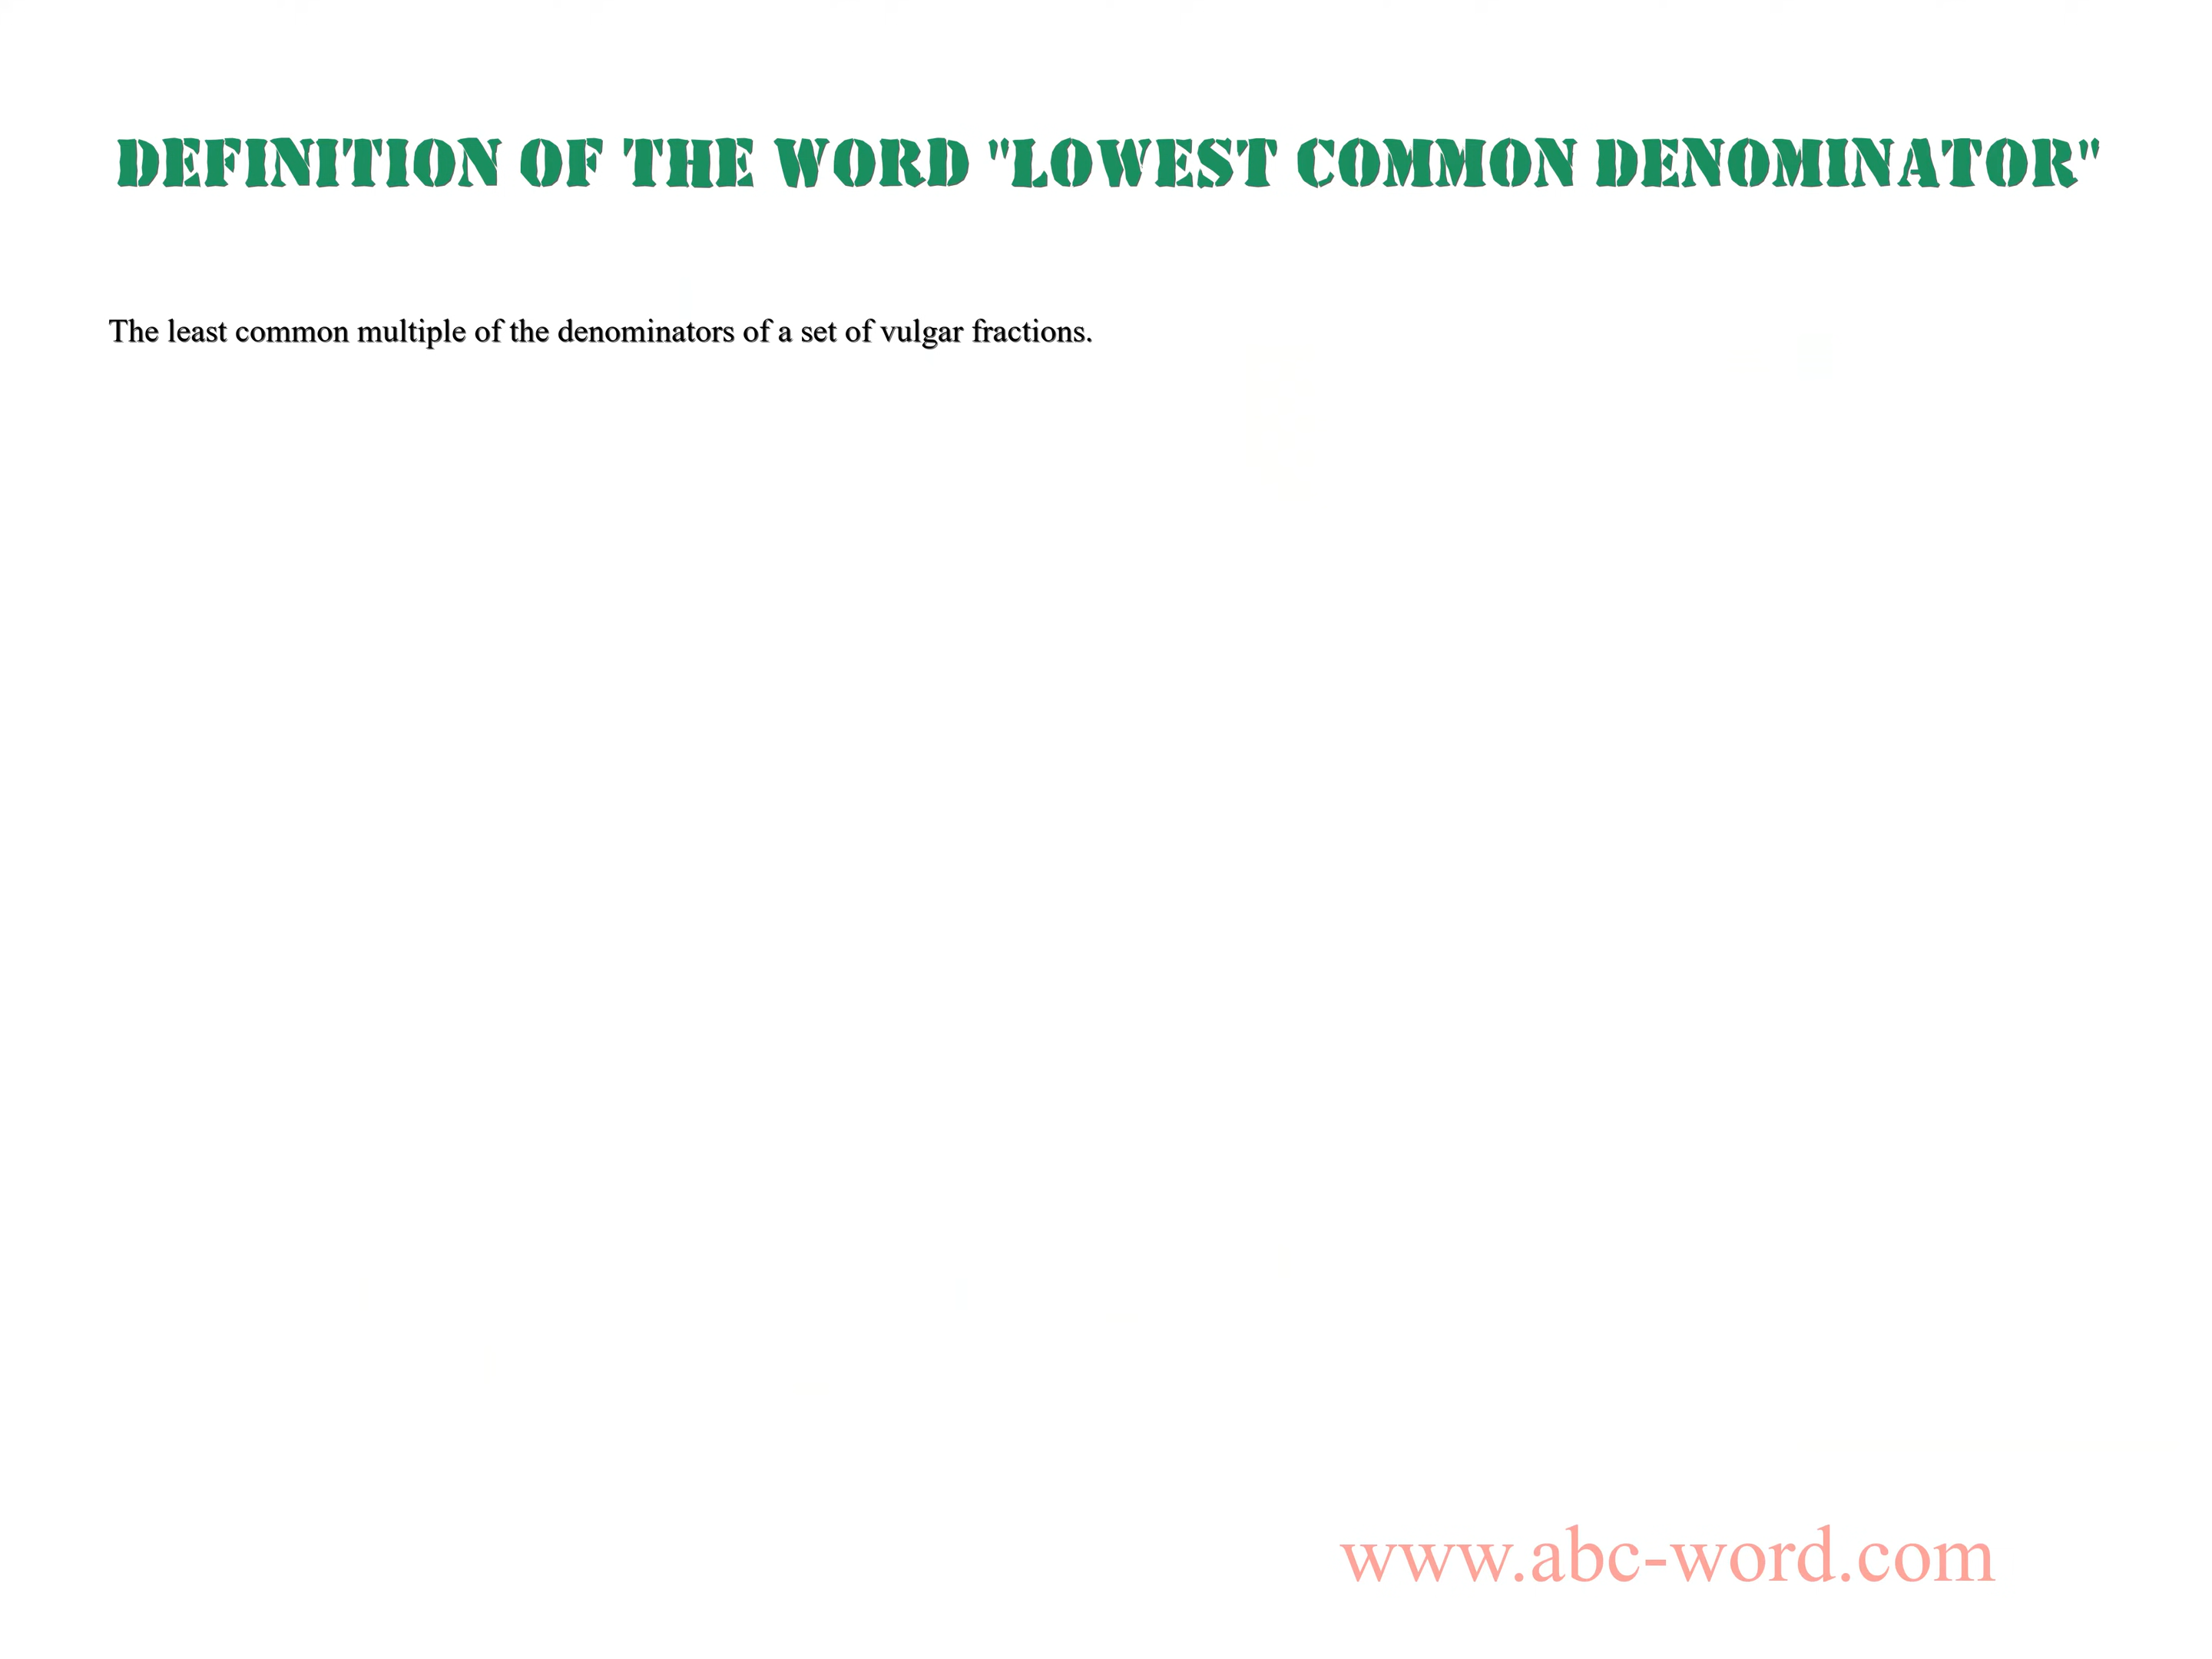 DEFINITION OF THE WORD "LOWEST COMMON DENOMINATOR"
The least common multiple of the denominators of a set of vulgar fractions.
www.abc-word.com